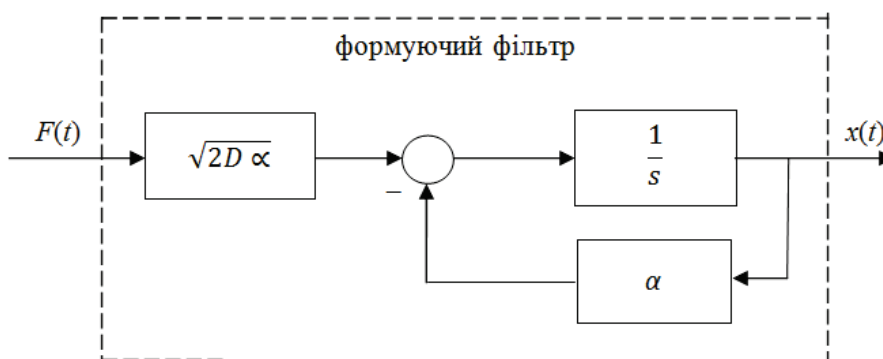 формуючий фільтр
F(t)
√2D ∝
−
1
s
x(t)
α